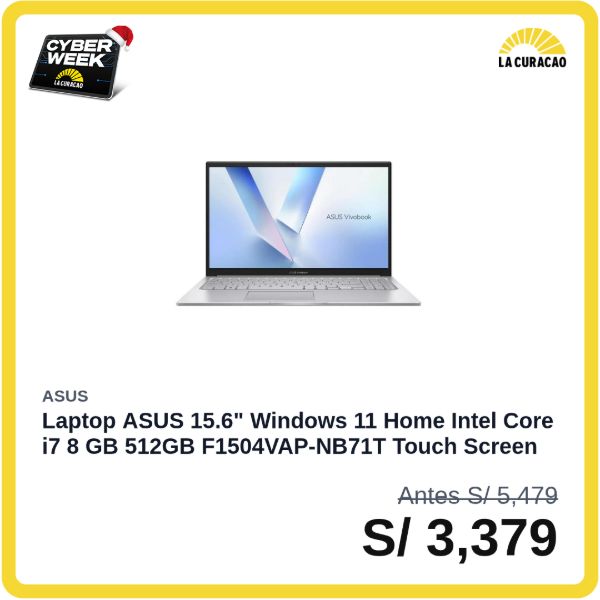 CYBER
WEEK
LA CURACAO
LA CURACAO
ASUS Vivobook
ASUS
Laptop ASUS 15.6" Windows 11 Home Intel Core
i7 8 GB 512GB F1504VAP-NB71T Touch Screen
Antes S/ 5,479
S/ 3,379